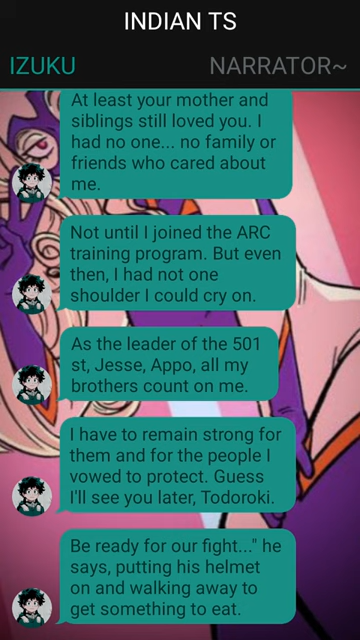 INDIAN TS
IZUKU
NARRATOR~
At least your mother and
siblings still loved you. I
had no one... no family or
friends who cared about
me.
Not until I joined the ARC
training program. But even
then, I had not one
shoulder I could cry on.
As the leader of the 501
st, Jesse, Appo, all my
brothers count on me.
I have to remain strong for
them and for the people I
vowed to protect. Guess
I'll see you later, Todoroki.
Be ready for our fight..." he
says, putting his helmet
on and walking away to
get something to eat.